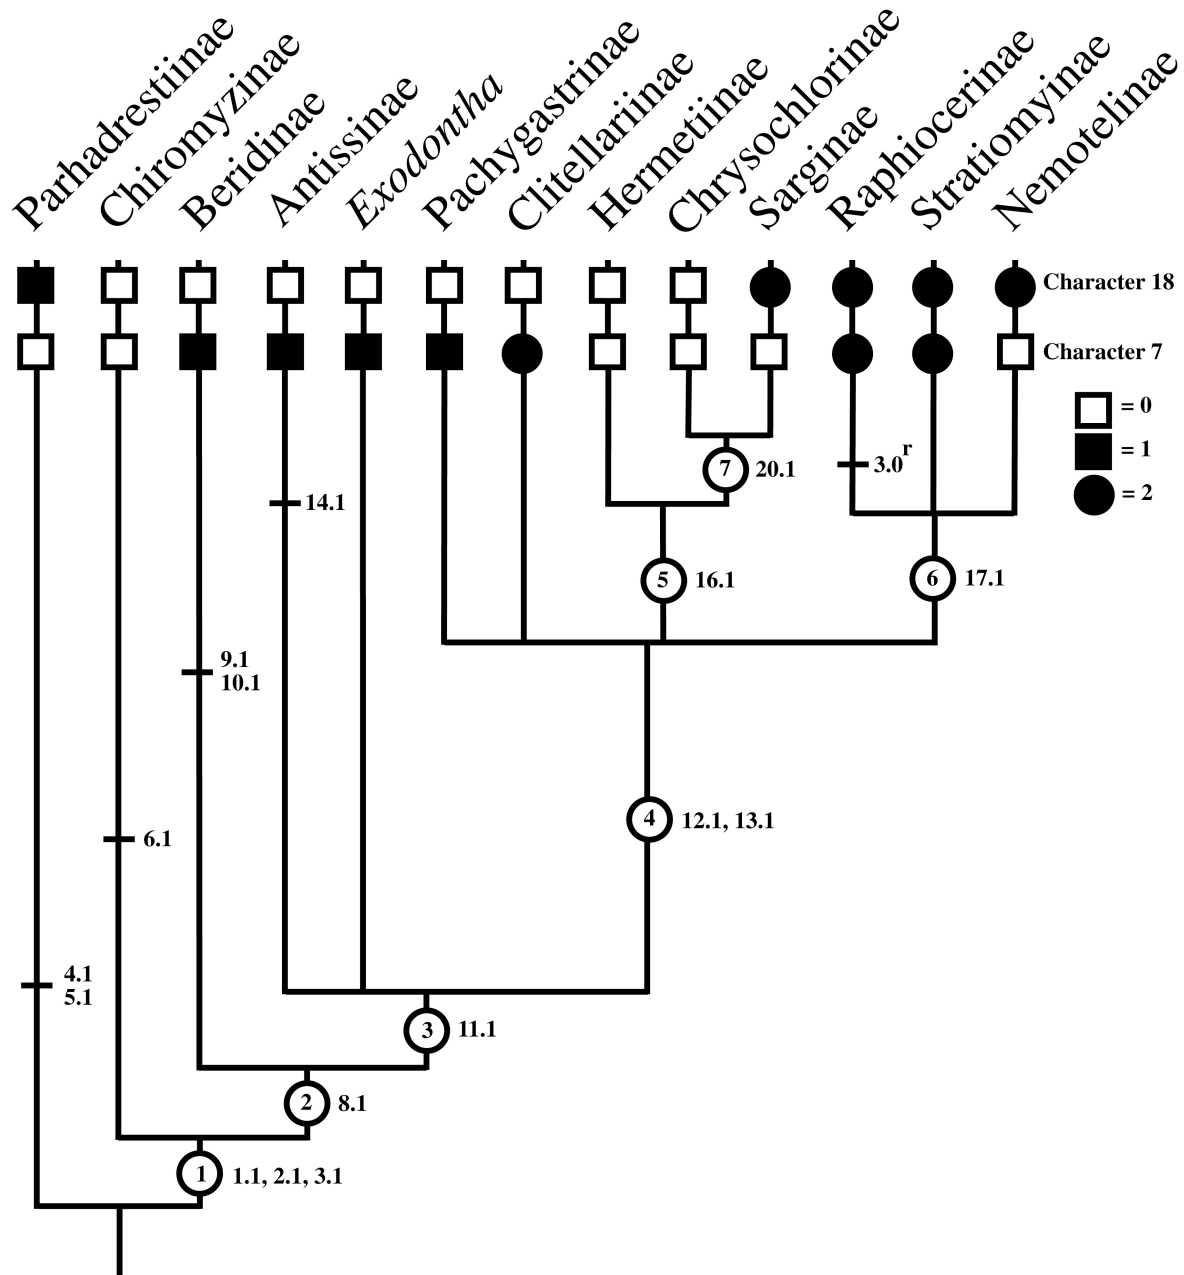 Parhadrestiinae
Chiromyzinae
Beridinae
Antissinae
Exodontha
Pachygastrinae
Clitellariinae
Hermetiinae
Chrysochlorinae
Sarginae
Raphiocerinae
Stratiomyinae
Nemotelinae
Character 18
Character 7
= 0
= 1
= 2
3.0r
7 20.1
14.1
5 16.1
6 17.1
9.1
10.1
4 12.1, 13.1
6.1
4.1
5.1
3 11.1
2 8.1
1 1.1, 2.1, 3.1